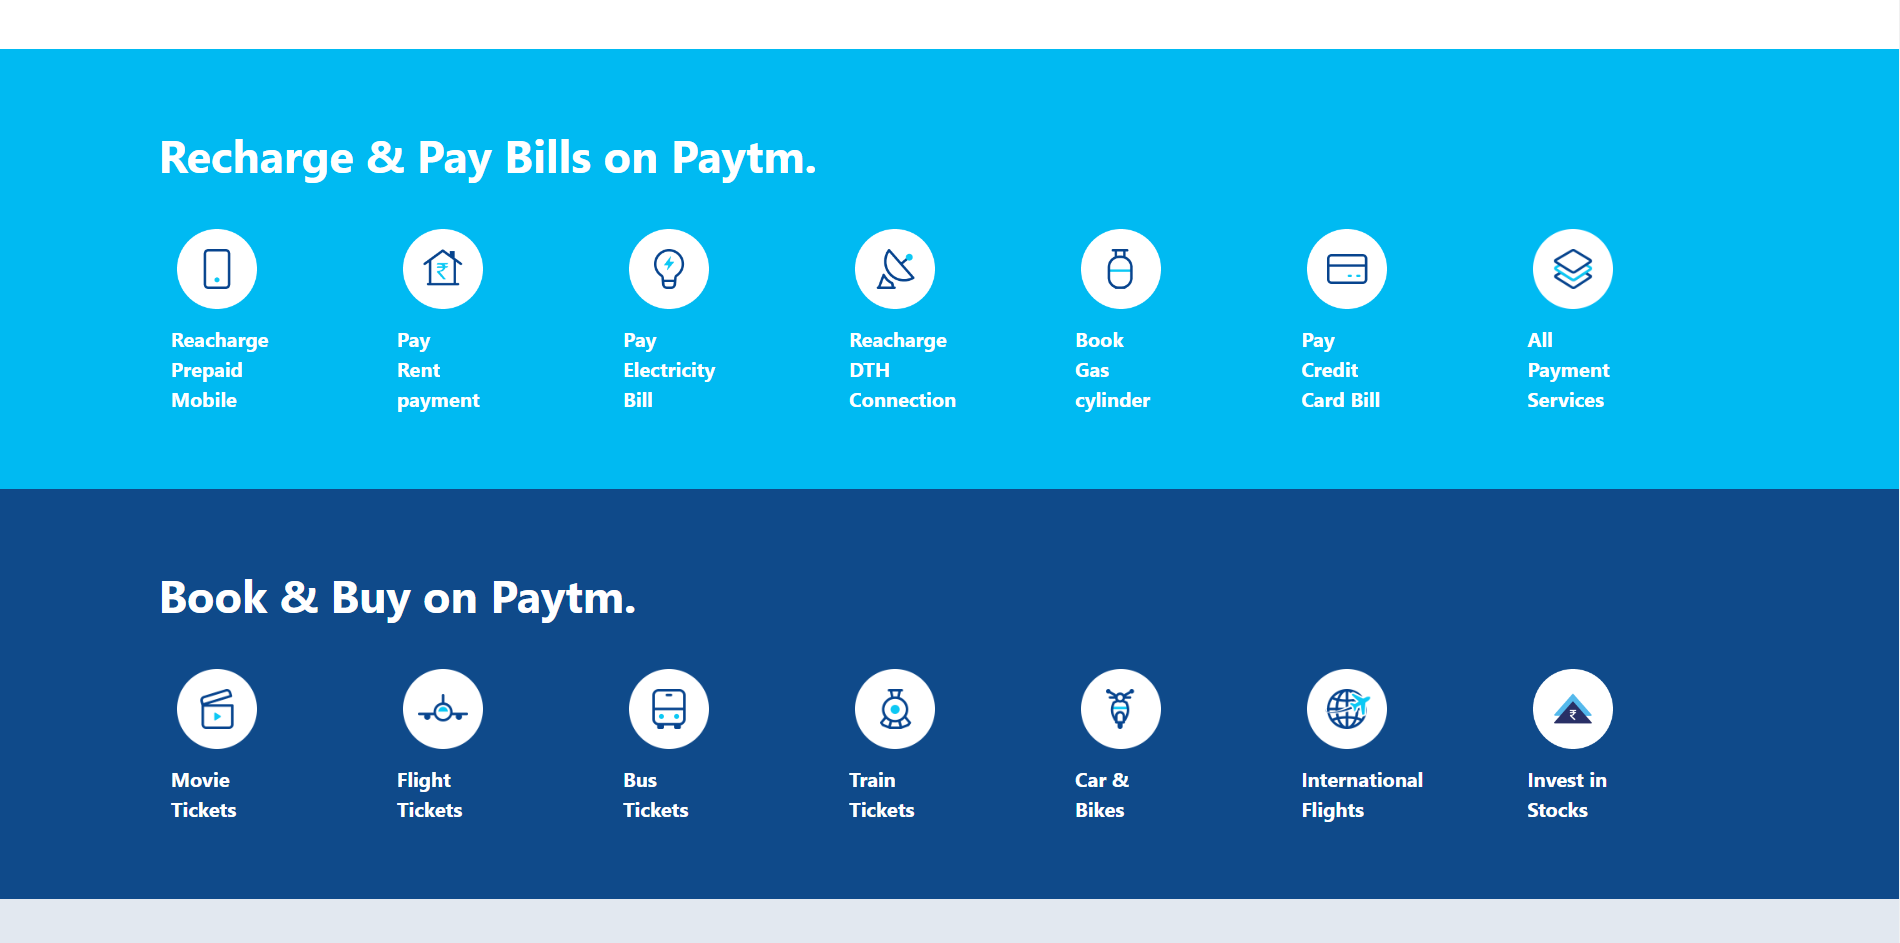 Recharge & Pay Bills on Paytm.
Reacharge
Prepaid
Mobile
Pay
Rent
payment
Pay
Electricity
Bill
Reacharge
DTH
Connection
Book
Gas
cylinder
Pay
Credit
Card Bill
All
Payment
Services
Book & Buy on Paytm.
Movie
Tickets
Flight
Tickets
Bus
Tickets
Train
Tickets
Car &
Bikes
International
Flights
Invest in
Stocks